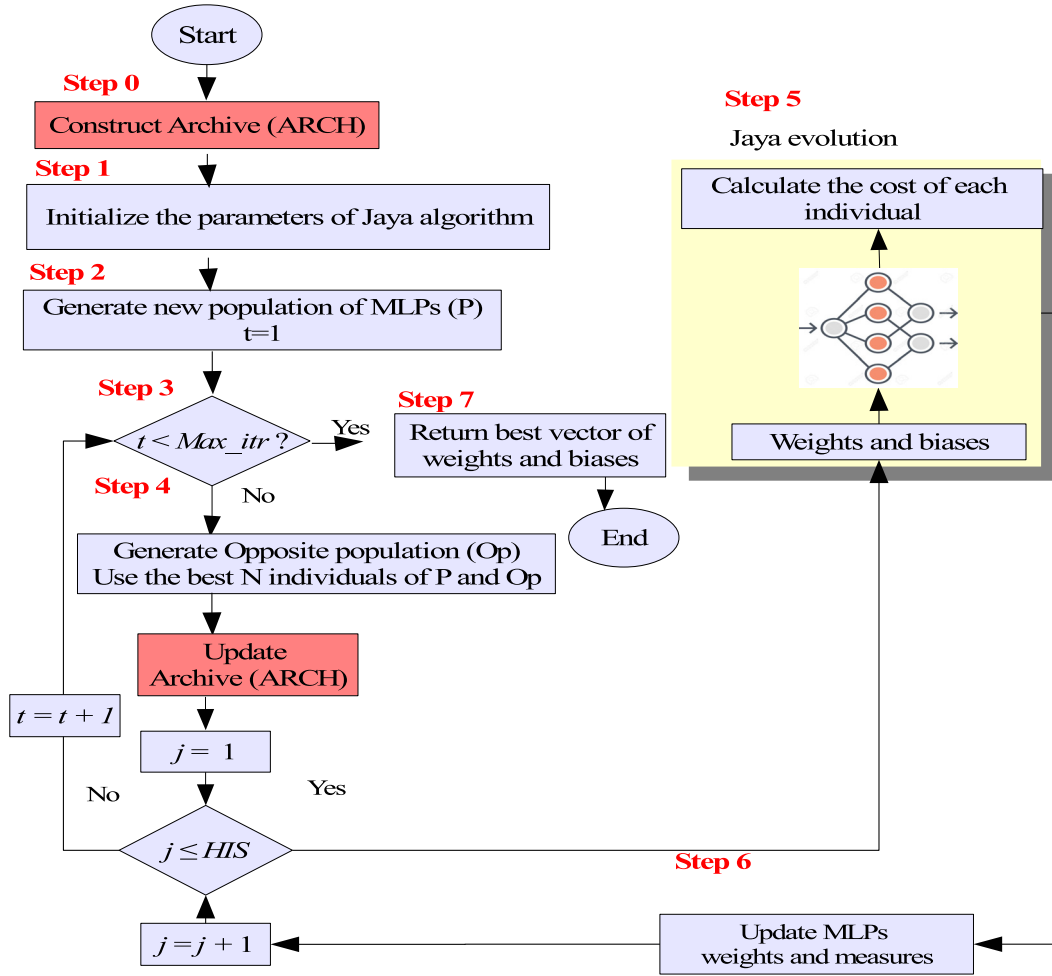 Start
Step 0
Construct Archive (ARCH)
Step 1
Initialize the parameters of Jaya algorithm
Step 2
Generate new population of MLPs (P)
t=1
Step 3
t < Max_itr ?
Yes
Step 7
Return best vector of
weights and biases
End
Step 4
No
Generate Opposite population (Op)
Use the best N individuals of P and Op
Update
Archive (ARCH)
t = t + 1
j = 1
No
Yes
j ≤ HIS
j = j + 1
Step 5
Jaya evolution
Calculate the cost of each
individual
Weights and biases
Step 6
Update MLPs
weights and measures